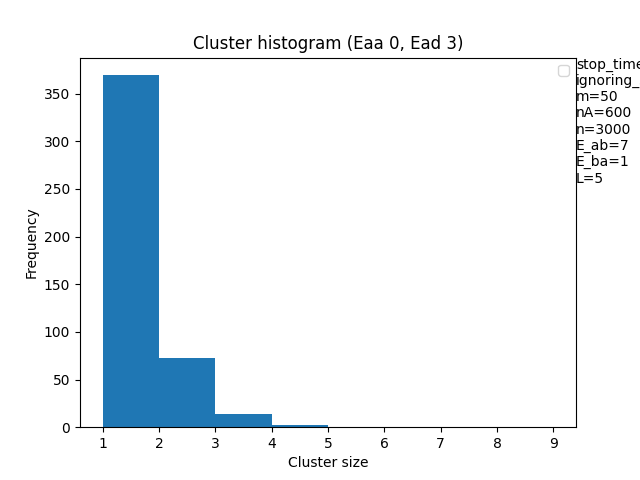 Cluster histogram (Eaa 0, Ead 3)
stop_time
ignoring_
m=50
nA=600
n=3000
E_ab=7
E_ba=1
L=5
350
300
250
200
150
100
50
0
Frequency
1 2 3 4 5 6 7 8 9
Cluster size